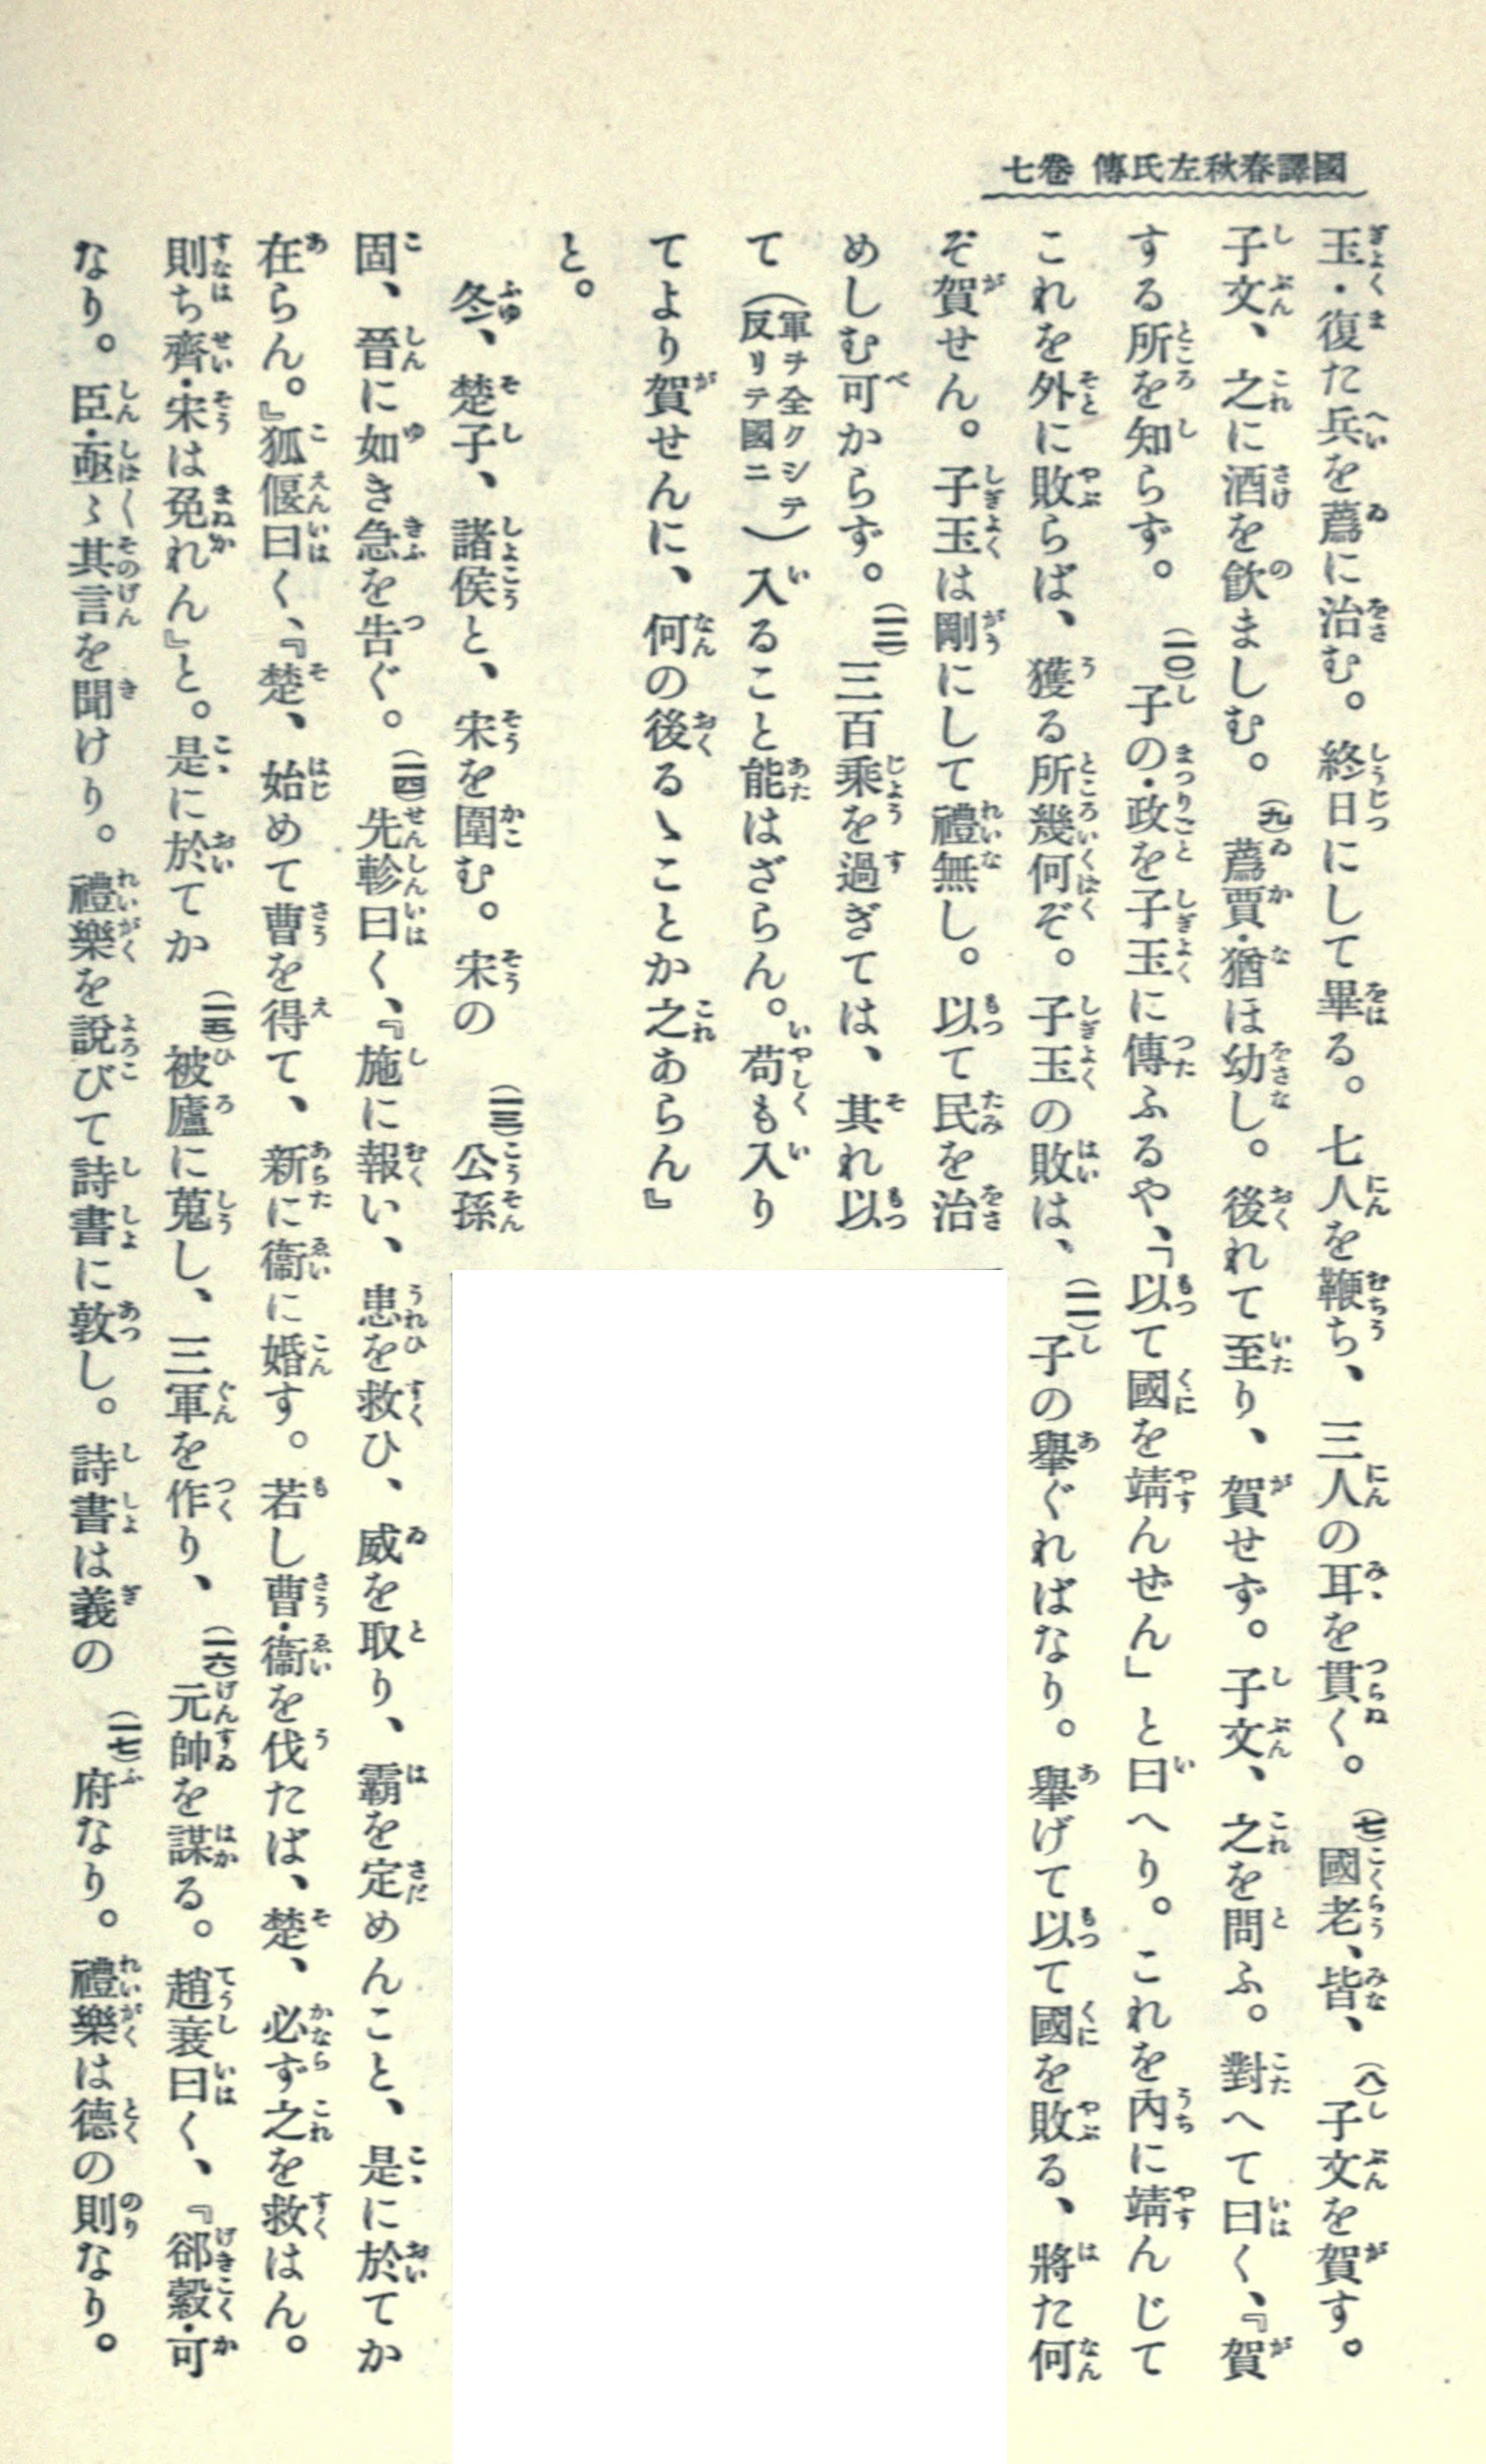 國譯春秋左氏傳 卷七
玉・復た兵を蔿に治む。終日にして畢る。七人を鞭ち、三人の耳を貫く。(七)國老、皆、(八)子文を賀す。
子文、之に酒を飮ましむ。(九)蔿賈・猶ほ幼し。後れて至り、賀せず。子文、之を問ふ。對へて曰く、『賀
する所を知らず。(一〇)子の・政を子玉に傳ふるや、「以て國を靖んぜん」と曰へり。これを內に靖んじて
これを外に敗らば、獲る所幾何ぞ。子玉の敗は、(一一)子の舉ぐればなり。舉げて以て國を敗る、將た何
ぞ賀せん。子玉は剛にして禮無し。以て民を治
めしむ可からず。(一二)三百乘を過ぎては、其れ以
て(軍ヲ全クシテ反リテ國ニ)入ること能はざらん。苟も入り
てより賀せんに、何の後るゝことか之あらん』
と。
冬、楚子、諸侯と、宋を圍む。宋の(一三)公孫
固、晉に如き急を告ぐ。(一四)先軫曰く、『施に報い、患を救ひ、威を取り、霸を定めんこと、是に於てか
在らん。』狐偃曰く、『楚、始めて曹を得て、新に衞に婚す。若し曹・衞を伐たば、楚、必ず之を救はん。
則ち齊・宋は免れん』と。是に於てか(一五)被廬に蒐し、三軍を作り、(一六)元帥を謀る。趙衰曰く、『郤縠・可
なり。臣・亟〻其言を聞けり。禮樂を說びて詩書に敦し。詩書は義の(一七)府なり。禮樂は德の則なり。